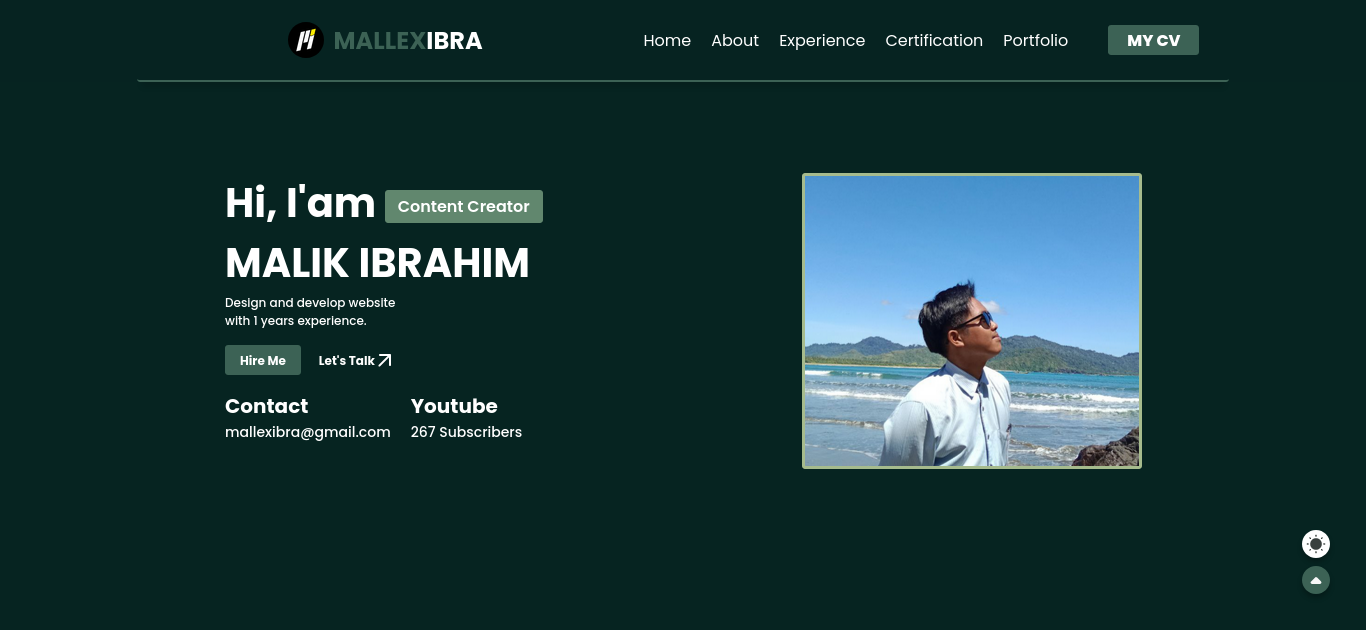 MALLEXIBRA Home About Experience Certification Portfolio MY CV
Hi, I'am Content Creator
MALIK IBRAHIM
Design and develop website
with 1 years experience.
Hire Me Let's Talk
Contact Youtube
mallexibra@gmail.com 267 Subscribers